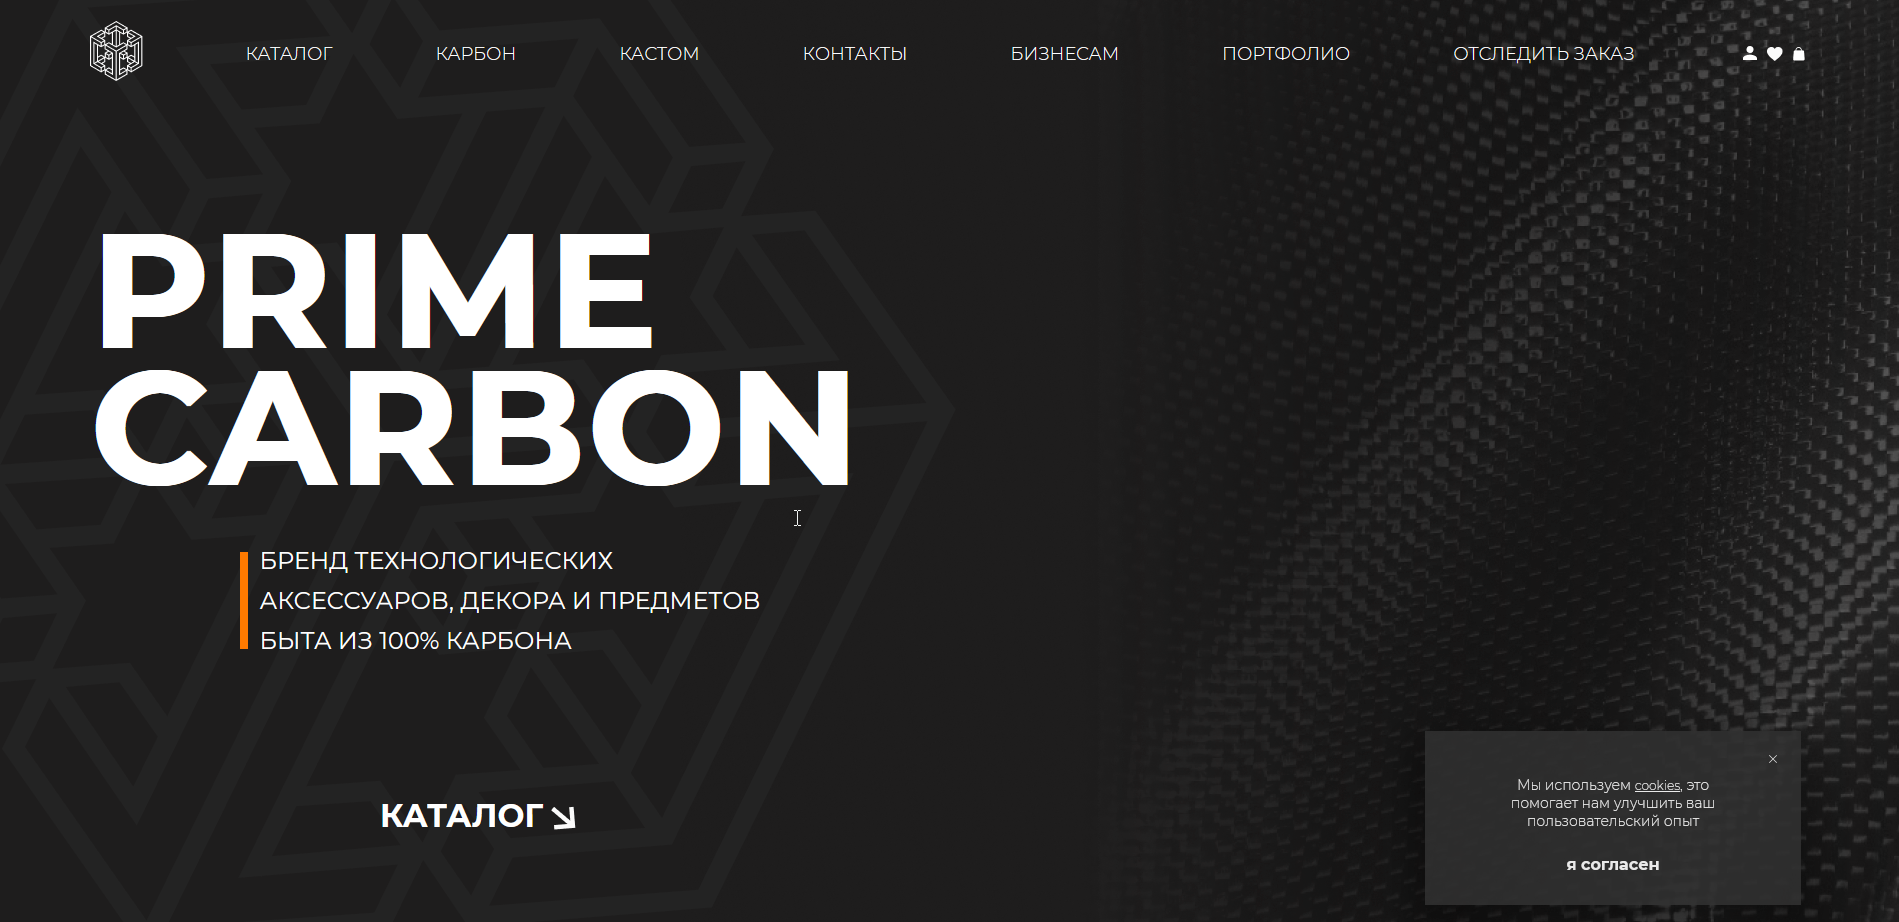 КАТАЛОГ
КАРБОН
КАСТОМ
КОНТАКТЫ
БИЗНЕСАМ
ПОРТФОЛИО
ОТСЛЕДИТЬ ЗАКАЗ
PRIME
CARBON
БРЕНД ТЕХНОЛОГИЧЕСКИХ
АКСЕССУАРОВ, ДЕКОРА И ПРЕДМЕТОВ
БЫТА ИЗ 100% КАРБОНА
КАТАЛОГ
Мы используем cookies, это
помогает нам улучшить ваш
пользовательский опыт
я согласен